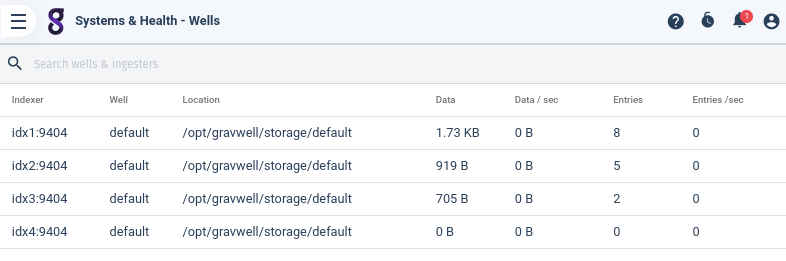 Systems & Health - Wells
1
Search wells & ingesters
Indexer Well Location Data Data / sec Entries Entries /sec
idx1:9404 default /opt/gravwell/storage/default 1.73 KB 0 B 8 0
idx2:9404 default /opt/gravwell/storage/default 919 B 0 B 5 0
idx3:9404 default /opt/gravwell/storage/default 705 B 0 B 2 0
idx4:9404 default /opt/gravwell/storage/default 0 B 0 B 0 0